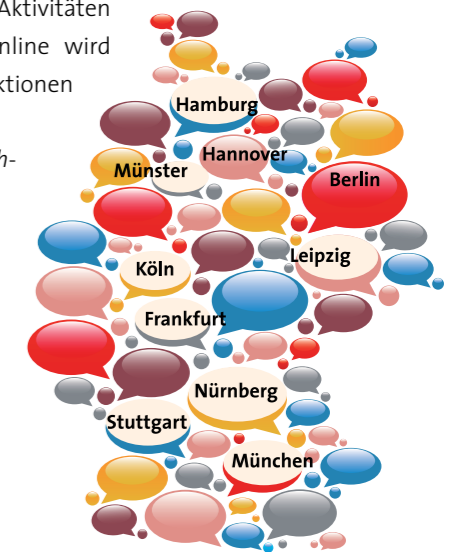 Aktivitäten
nline wird
ktionen
h-
Hamburg
Hannover
Münster
Berlin
Leipzig
Köln
Frankfurt
Nürnberg
Stuttgart
München